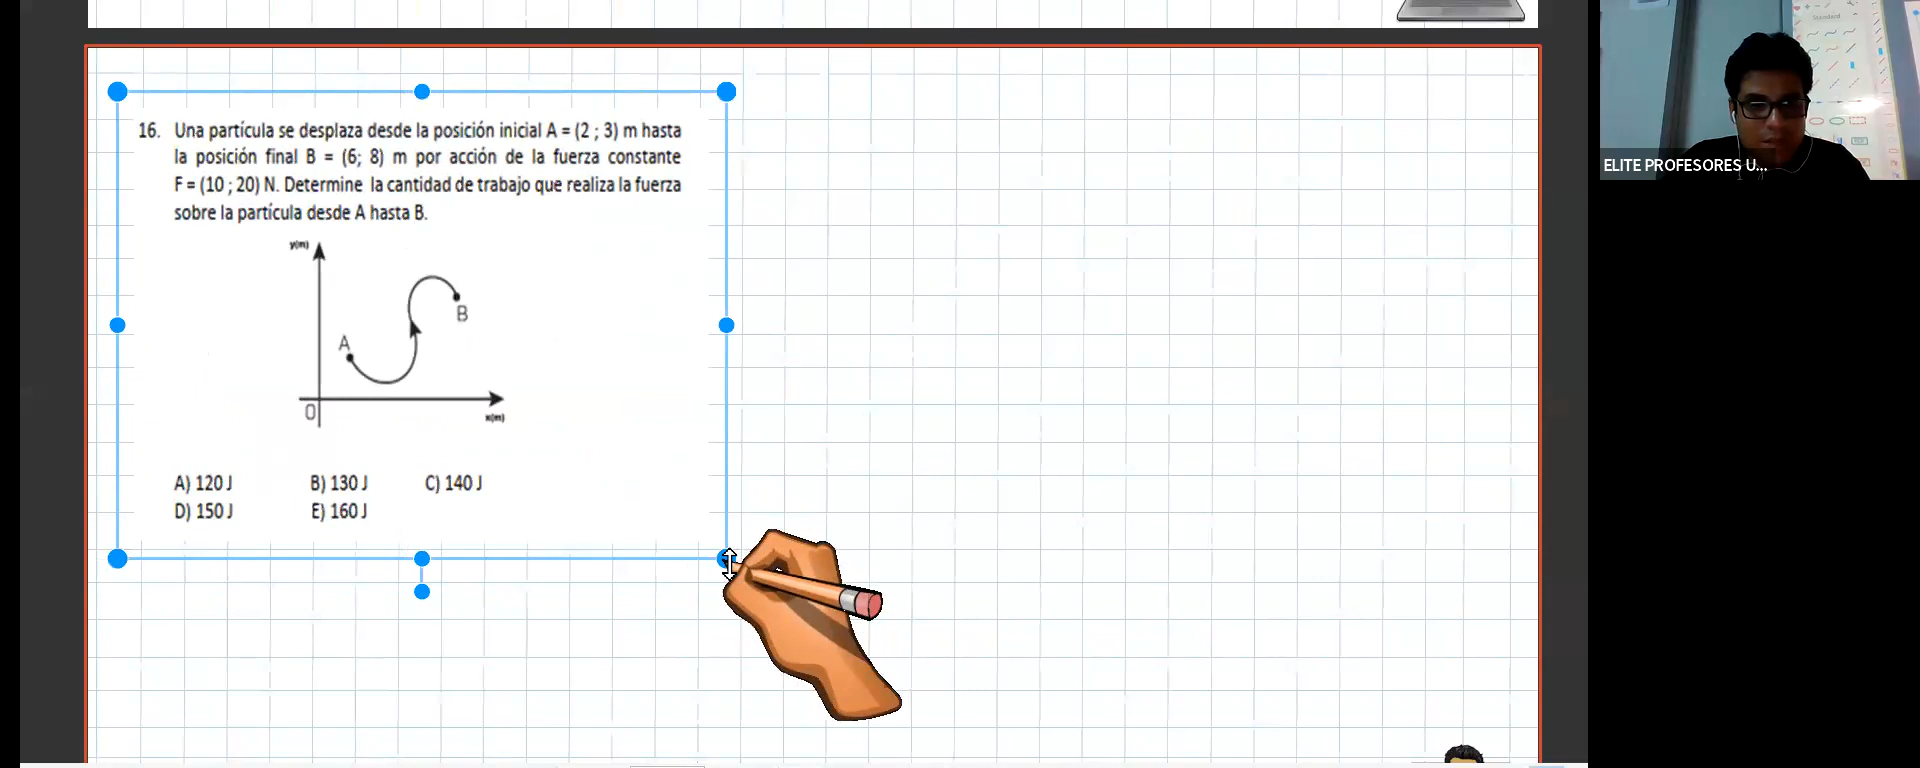 Standard
ELITE PROFESORES U...
16. Una partícula se desplaza desde la posición inicial A = (2 ; 3) m hasta
la posición final B = (6; 8) m por acción de la fuerza constante
F = (10 ; 20) N. Determine la cantidad de trabajo que realiza la fuerza
sobre la partícula desde A hasta B.
y(m)
B
A
O
x(m)
A) 120 J B) 130 J C) 140 J
D) 150 J E) 160 J